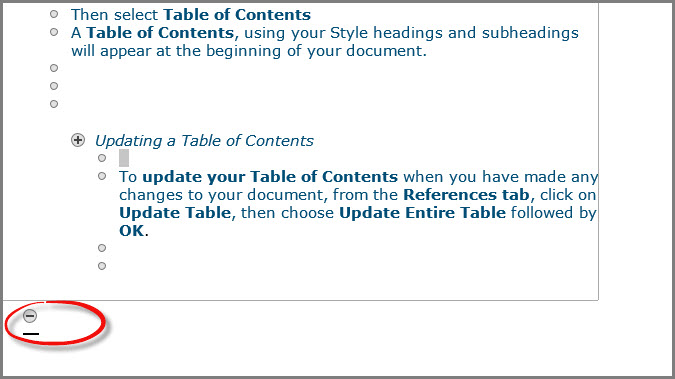 Then select Table of Contents
A Table of Contents, using your Style headings and subheadings
will appear at the beginning of your document.
Updating a Table of Contents
To update your Table of Contents when you have made any
changes to your document, from the References tab, click on
Update Table, then choose Update Entire Table followed by
OK.